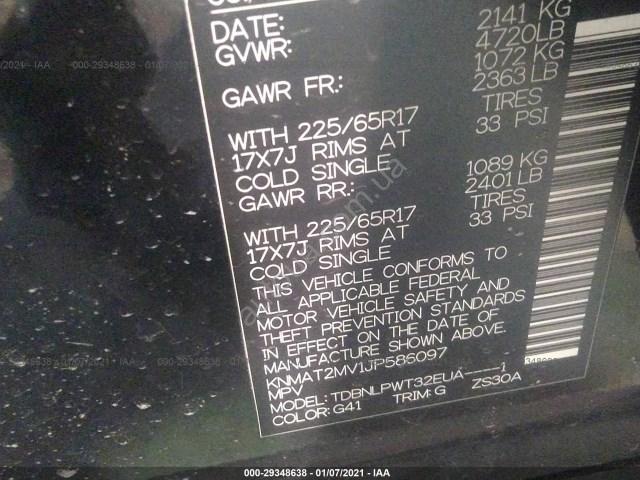 DATE:
GVWR: 2141 KG
4720LB
GAWR FR.: 1072 KG
2363 LB
WITH 225/65R17 TIRES
17X7J RIMS AT 33 PSI
COLD SINGLE
GAWR RR.: 1089 KG
2401 LB
WITH 225/65R17 TIRES
17X7J RIMS AT 33 PSI
COLD SINGLE
THIS VEHICLE CONFORMS TO
ALL APPLICABLE FEDERAL
MOTOR VEHICLE SAFETY AND
THEFT PREVENTION STANDARDS
IN EFFECT ON THE DATE OF
MANUFACTURE SHOWN ABOVE.
KNMAT2MV1JP586097
MPV
MODEL: TDBNLPWT32EUA-----1
COLOR: G41 TRIM: G ZS30A
000-29348638 - 01/07/2021 - IAA